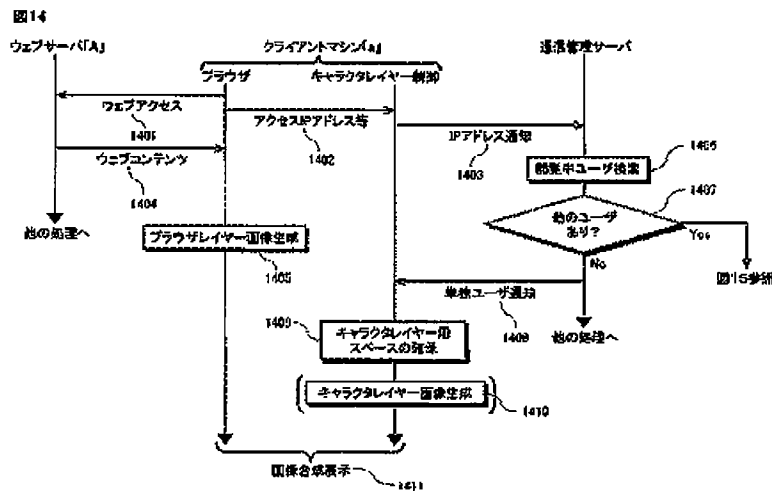 図14
ウェブサーバ「A」
クライアントマシン「a」
ブラウザ
キャラクタレイヤー制御
通信管理サーバ
ウェブアクセス
1401
アクセスIPアドレス等
1402
IPアドレス通知
1403
ウェブコンテンツ
1404
他の処理へ
ブラウザレイヤー画像生成
1405
閲覧中ユーザ検索
1406
他のユーザ
あり?
1407
Yes
No
図15参照
単独ユーザ通知
1408
他の処理へ
1409
キャラクタレイヤー用
スペースの確保
キャラクタレイヤー画像生成
1410
画像合成表示
1411